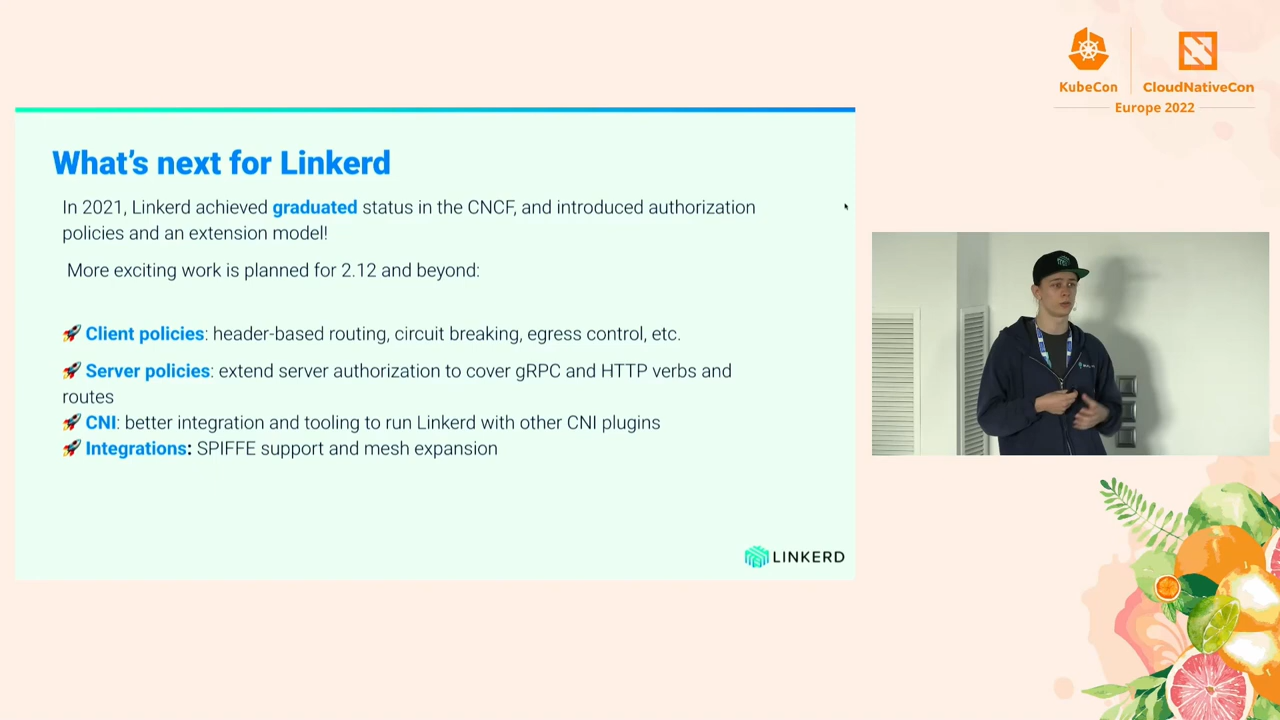 KubeCon
CloudNativeCon
Europe 2022
What's next for Linkerd
In 2021, Linkerd achieved graduated status in the CNCF, and introduced authorization
policies and an extension model!
More exciting work is planned for 2.12 and beyond:
🚀 Client policies: header-based routing, circuit breaking, egress control, etc.
🚀 Server policies: extend server authorization to cover gRPC and HTTP verbs and
routes
🚀 CNI: better integration and tooling to run Linkerd with other CNI plugins
🚀 Integrations: SPIFFE support and mesh expansion
LINKERD